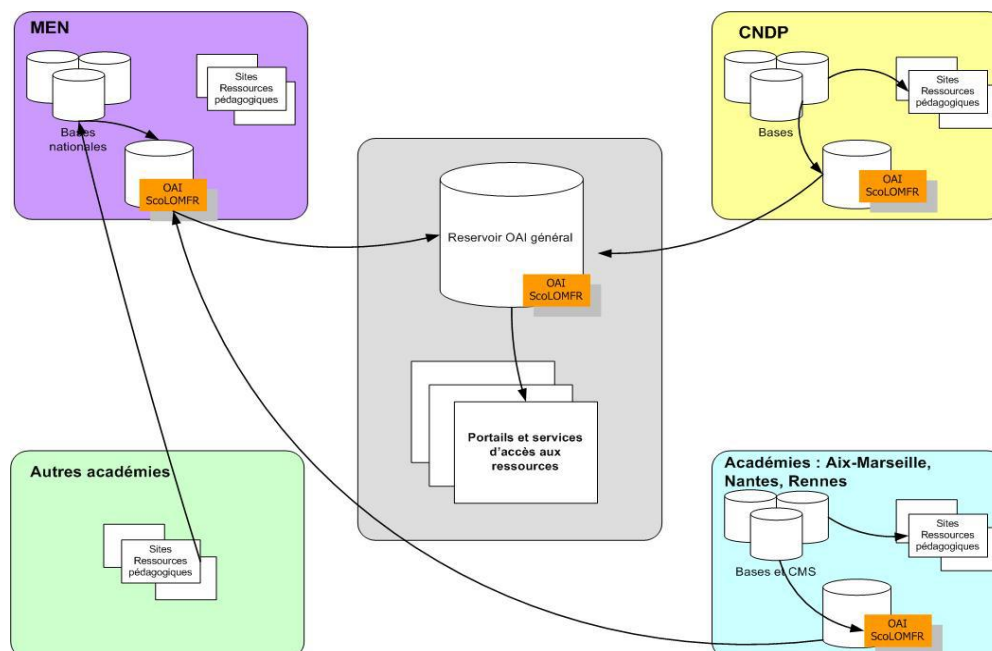 MEN
Sites
Ressources
pédagogiques
Bases
nationales
OAI
ScoLOMFR
CNDP
Sites
Ressources
pédagogiques
Bases
OAI
ScoLOMFR
Reservoir OAI général
OAI
ScoLOMFR
Portails et services
d'accès aux
ressources
Autres académies
Sites
Ressources
pédagogiques
Académies : Aix-Marseille,
Nantes, Rennes
Sites
Ressources
pédagogiques
Bases et CMS
OAI
ScoLOMFR